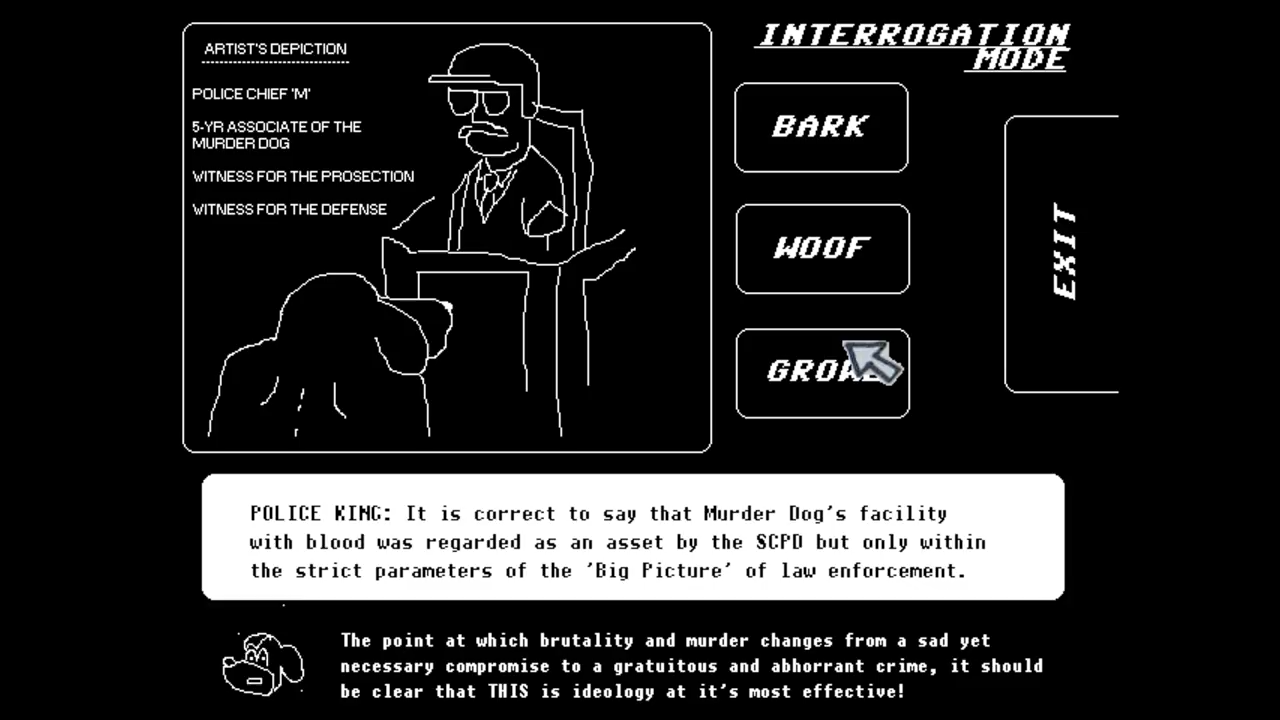 ARTIST'S DEPICTION
POLICE CHIEF 'M'
5-YR ASSOCIATE OF THE
MURDER DOG
WITNESS FOR THE PROSECTION
WITNESS FOR THE DEFENSE
INTERROGATION
MODE
BARK
WOOF
EXIT
POLICE KING: It is correct to say that Murder Dog's facility
with blood was regarded as an asset by the SCPD but only within
the strict parameters of the 'Big Picture' of law enforcement.
The point at which brutality and murder changes from a sad yet
necessary compromise to a gratuitous and abhorrant crime, it should
be clear that THIS is ideology at it's most effective!